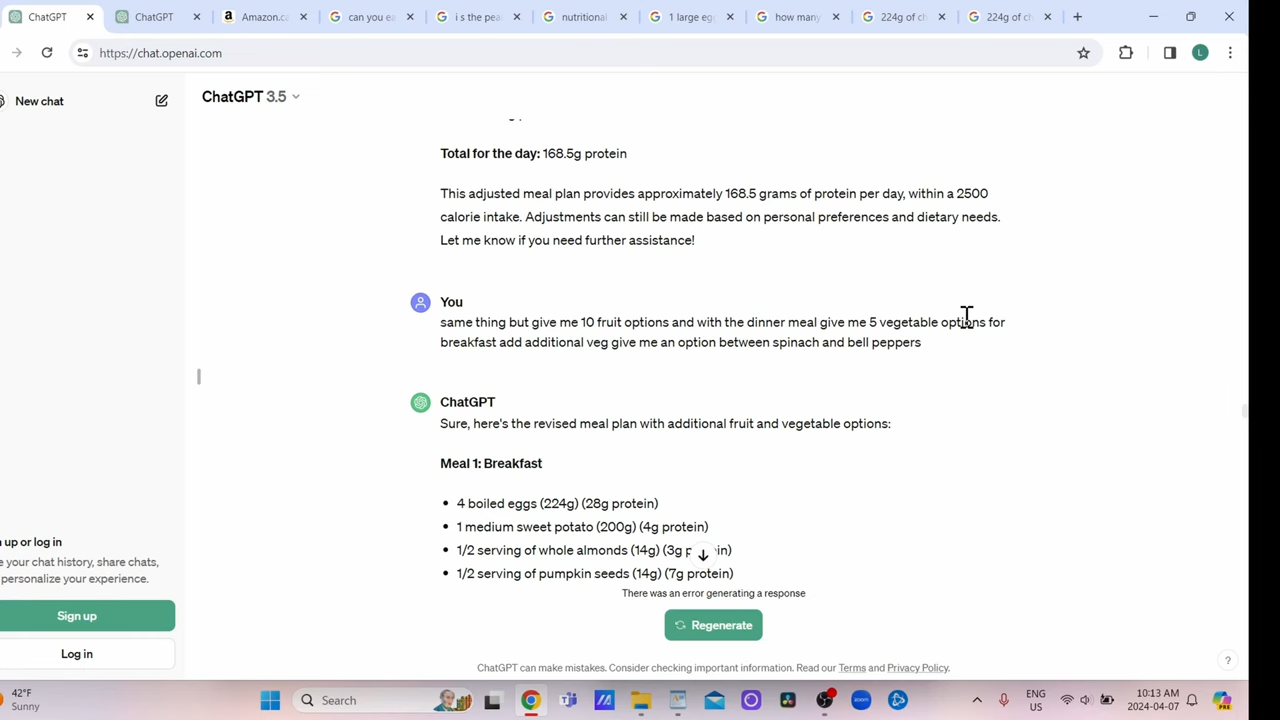 ChatGPT
ChatGPT
Amazon.c
can you e
i s the pea
nutritional
1 large eg
how many
224g of ch
224g of ch
https://chat.openai.com
L
New chat
ChatGPT 3.5
Total for the day: 168.5g protein
This adjusted meal plan provides approximately 168.5 grams of protein per day, within a 2500
calorie intake. Adjustments can still be made based on personal preferences and dietary needs.
Let me know if you need further assistance!
You
same thing but give me 10 fruit options and with the dinner meal give me 5 vegetable options for
breakfast add additional veg give me an option between spinach and bell peppers
ChatGPT
Sure, here's the revised meal plan with additional fruit and vegetable options:
Meal 1: Breakfast
• 4 boiled eggs (224g) (28g protein)
• 1 medium sweet potato (200g) (4g protein)
• 1/2 serving of whole almonds (14g) (3g p in)
• 1/2 serving of pumpkin seeds (14g) (7g protein)
There was an error generating a response
Regenerate
up or log in
e your chat history, share chats,
personalize your experience.
Sign up
Log in
ChatGPT can make mistakes. Consider checking important information. Read our Terms and Privacy Policy.
?
42°F
Sunny
Search
zoom
ENG
US
10:13 AM
2024-04-07
PRE